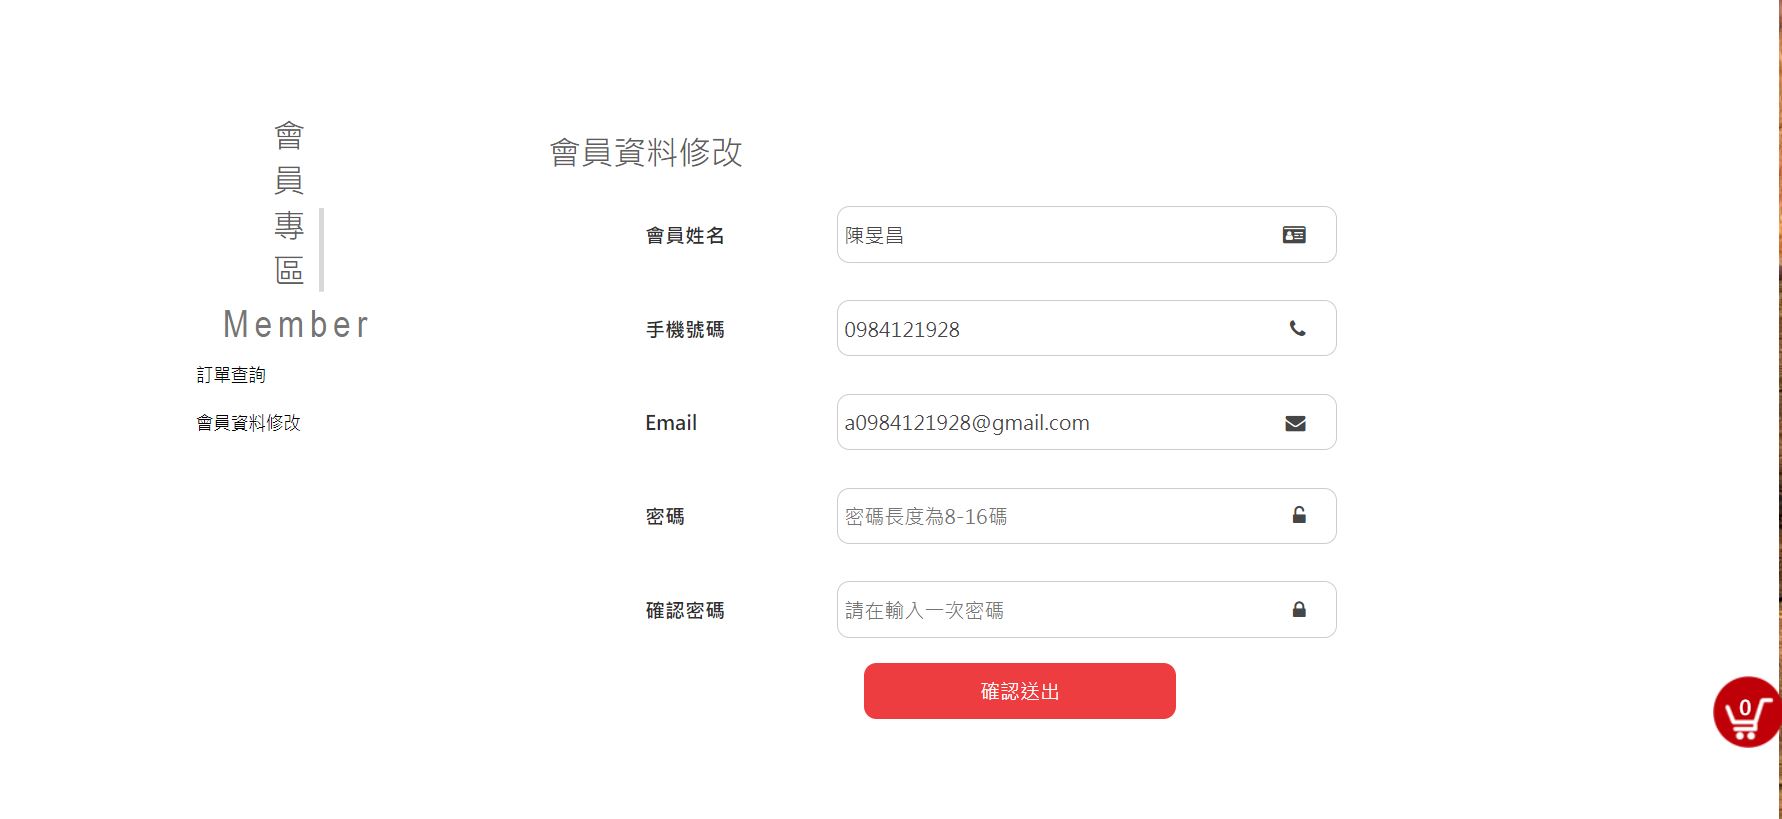 會員專區
Member
訂單查詢
會員資料修改
會員資料修改
會員姓名
陳旻昌
手機號碼
0984121928
Email
a0984121928@gmail.com
密碼
密碼長度為8-16碼
確認密碼
請在輸入一次密碼
確認送出
0